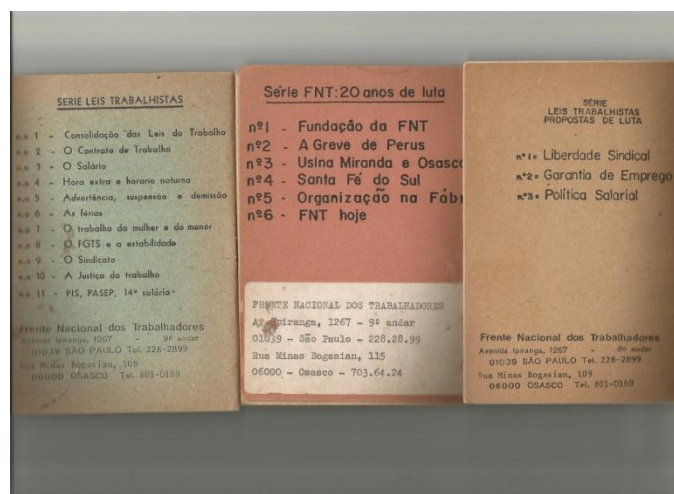 SERIE LEIS TRABALHISTAS
n.o 1 - Consolidação das Leis do Trabalho
n.o 2 - O Contrato de Trabalho
n.o 3 - O Salário
n.o 4 - Hora extra e horario noturno
n.o 5 - Advertência, suspensão e demissão
n.o 6 - As férias
n.o 7 - O trabalho da mulher e do menor
n.o 8 - O FGTS e a estabilidade
n.o 9 - O Sindicato
n.o 10 - A Justiça do trabalho
n.o 11 - PIS, PASEP, 14º salário
Frente Nacional dos Trabalhadores
Avenida Ipiranga, 1267 - 9º andar
01039 SÃO PAULO Tel. 228-2899
Rua Minas Bogasian, 109
06000 OSASCO Tel. 801-0169
Série FNT: 20 anos de luta
nº1 - Fundação da FNT
nº2 - A Greve de Perus
nº3 - Usina Miranda e Osasco
nº4 - Santa Fé do Sul
nº5 - Organização na Fábr
nº6 - FNT hoje
FRENTE NACIONAL DOS TRABALHADORES
Av. Ipiranga, 1267 - 9º andar
01039 - São Paulo - 228.28.99
Rua Minas Bogasian, 115
06000 - Osasco - 703.64.24
SÉRIE
LEIS TRABALHISTAS
PROPOSTAS DE LUTA
nº1= Liberdade Sindical
nº2= Garantia de Emprego
nº3= Política Salarial
Frente Nacional dos Trabalhadores
Avenida Ipiranga, 1267 - 9º andar
01039 SÃO PAULO Tel. 228-2899
Rua Minas Bogasian, 109
06000 OSASCO Tel. 801-0169